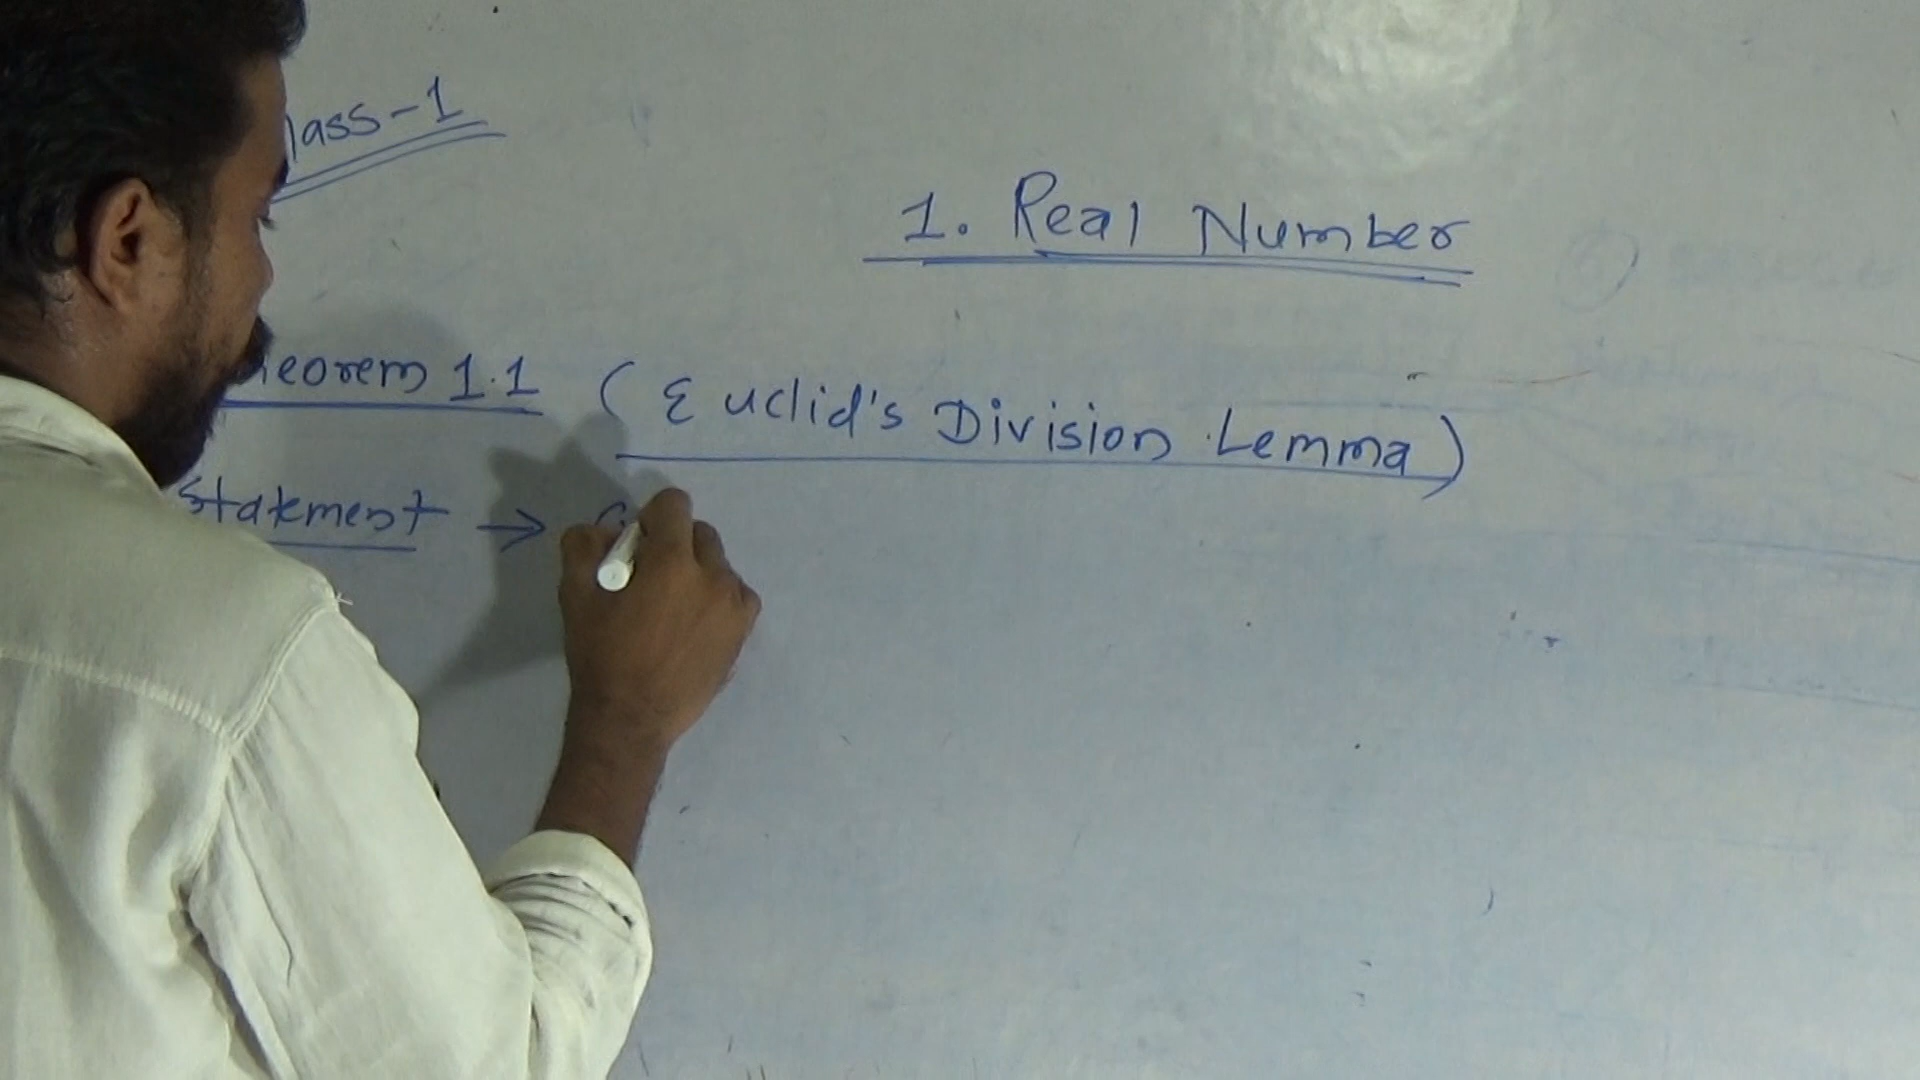 lass-1
1. Real Number
heorem 1.1 (Euclid's Division Lemma)
Statement →